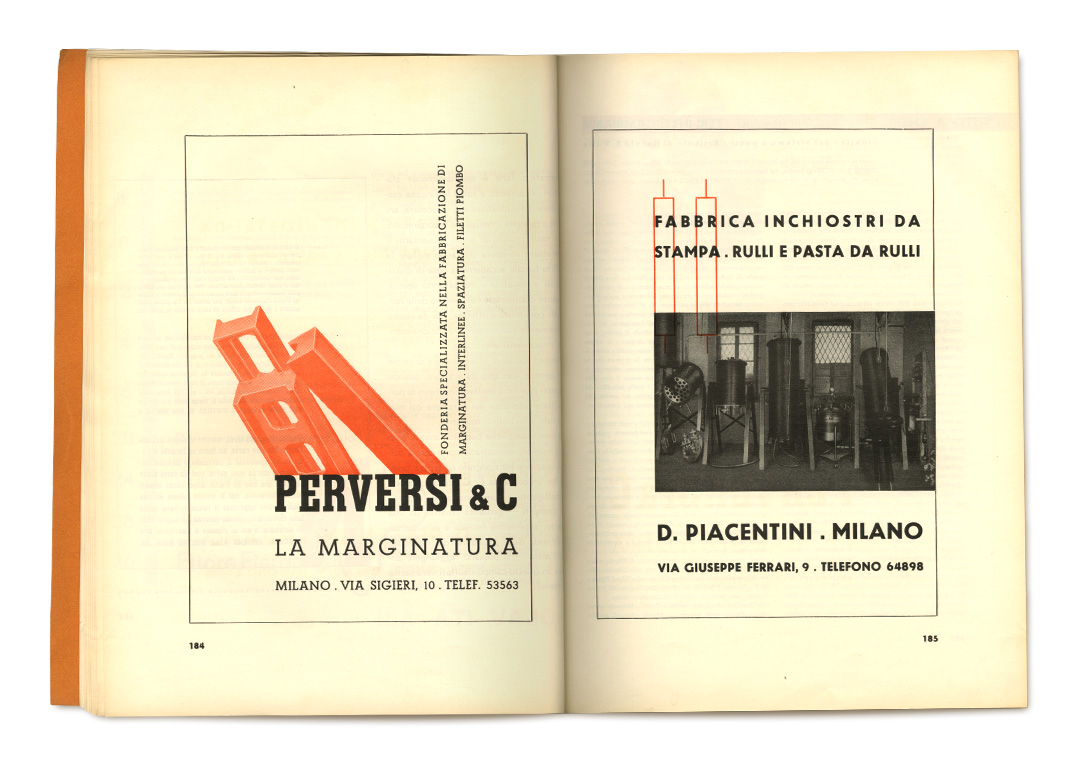 FONDERIA SPECIALIZZATA NELLA FABBRICAZIONE DI
MARGINATURA . INTERLINEE . SPAZIATURA . FILETTI PIOMBO
PERVERSI & C
LA MARGINATURA
MILANO . VIA SIGIERI, 10 . TELEF. 53563
184
FABBRICA INCHIOSTRI DA
STAMPA . RULLI E PASTA DA RULLI
D. PIACENTINI . MILANO
VIA GIUSEPPE FERRARI, 9 . TELEFONO 64898
185